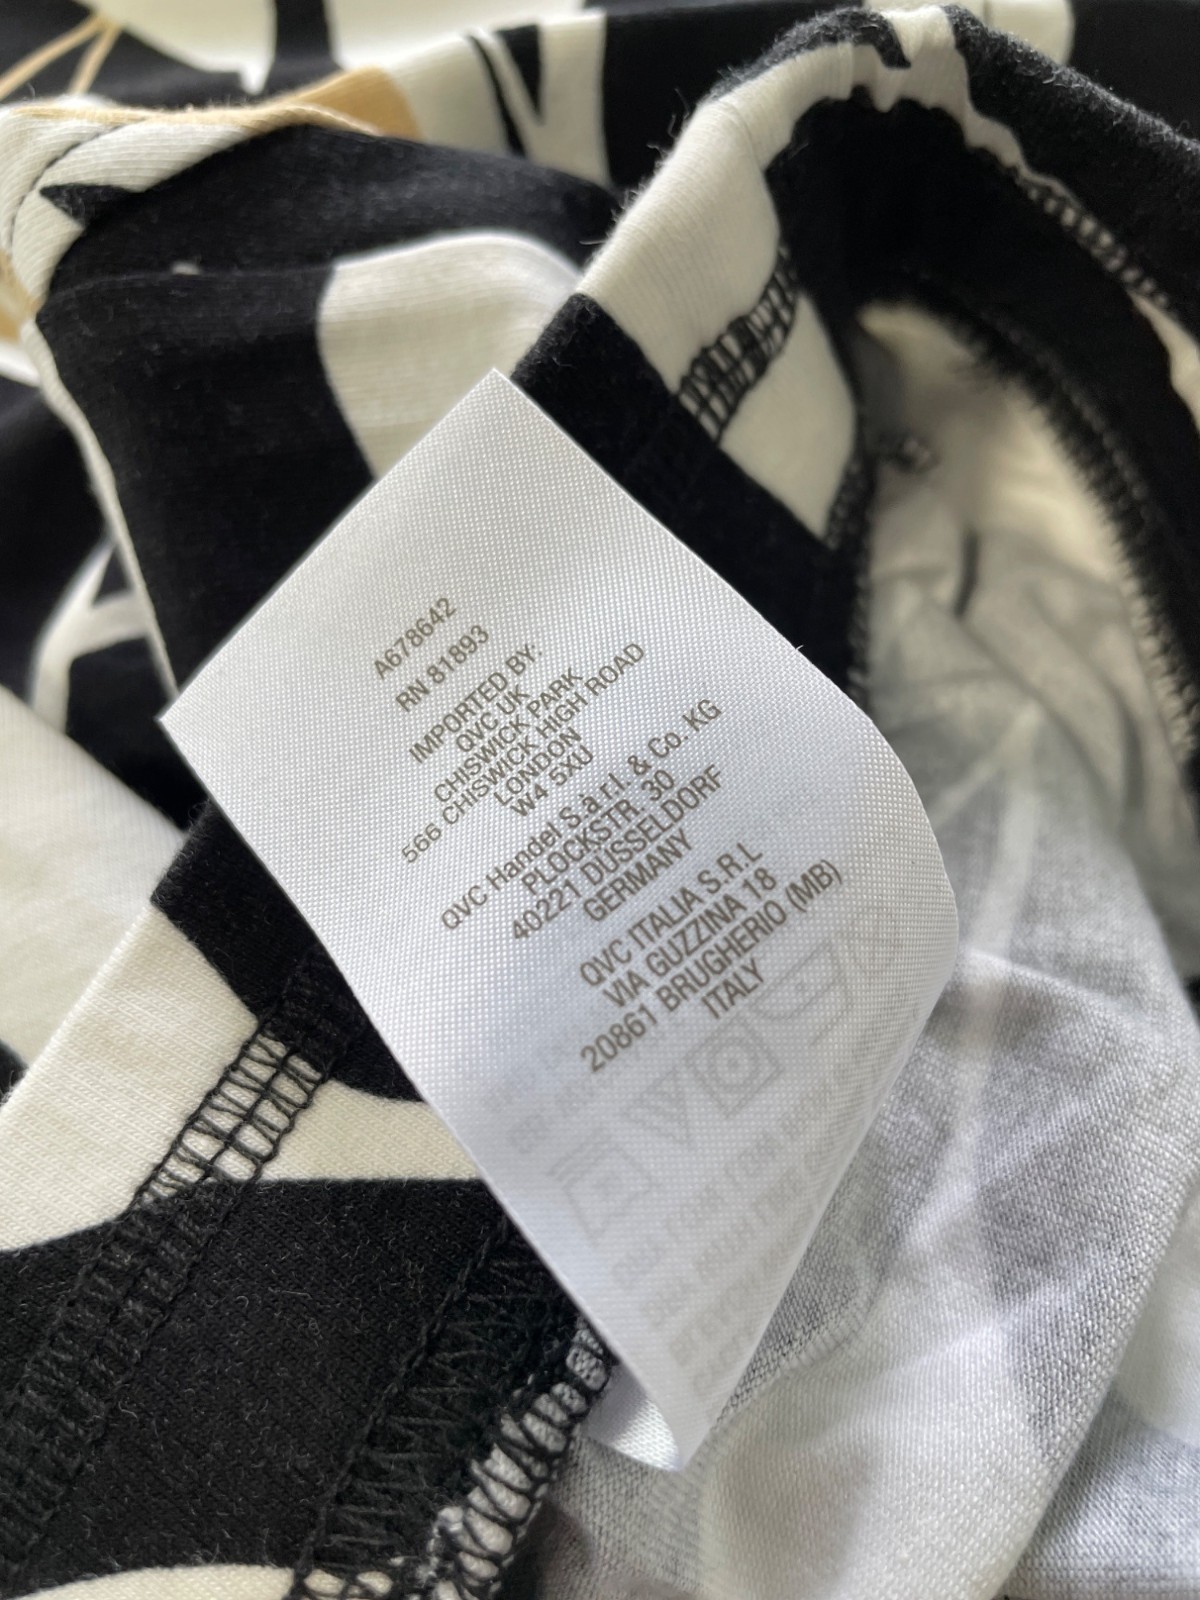 A678642
RN 81893
IMPORTED BY:
QVC UK
CHISWICK PARK
566 CHISWICK HIGH ROAD
LONDON
W4 5XU
QVC Handel S.à r.l. & Co. KG
PLOCKSTR. 30
40221 DUSSELDORF
GERMANY
QVC ITALIA S.R.L
VIA GUZZINA 18
20861 BRUGHERIO (MB)
ITALY